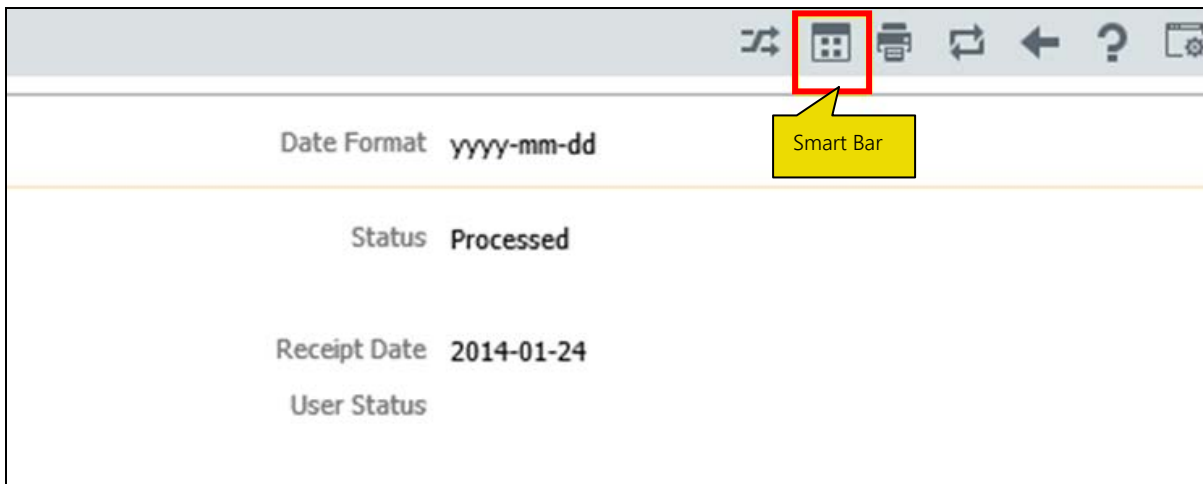 Smart Bar
Date Format yyyy-mm-dd
Status Processed
Receipt Date 2014-01-24
User Status